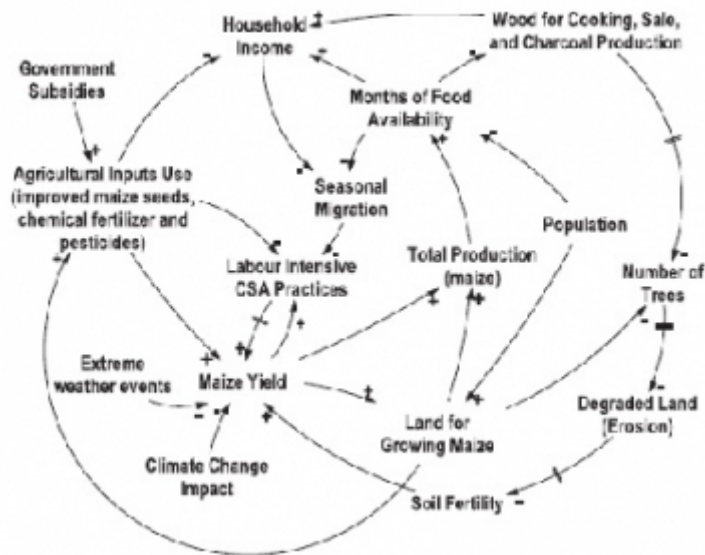 Household
Income
Wood for Cooking, Sale,
and Charcoal Production
Government
Subsidies
Months of Food
Availability
Agricultural Inputs Use
(improved maize seeds,
chemical fertilizer and
pesticides)
Seasonal
Migration
Population
Labour Intensive
CSA Practices
Total Production
(maize)
Number of
Trees
Extreme
weather events
Maize Yield
Land for
Growing Maize
Degraded Land
(Erosion)
Climate Change
Impact
Soil Fertility